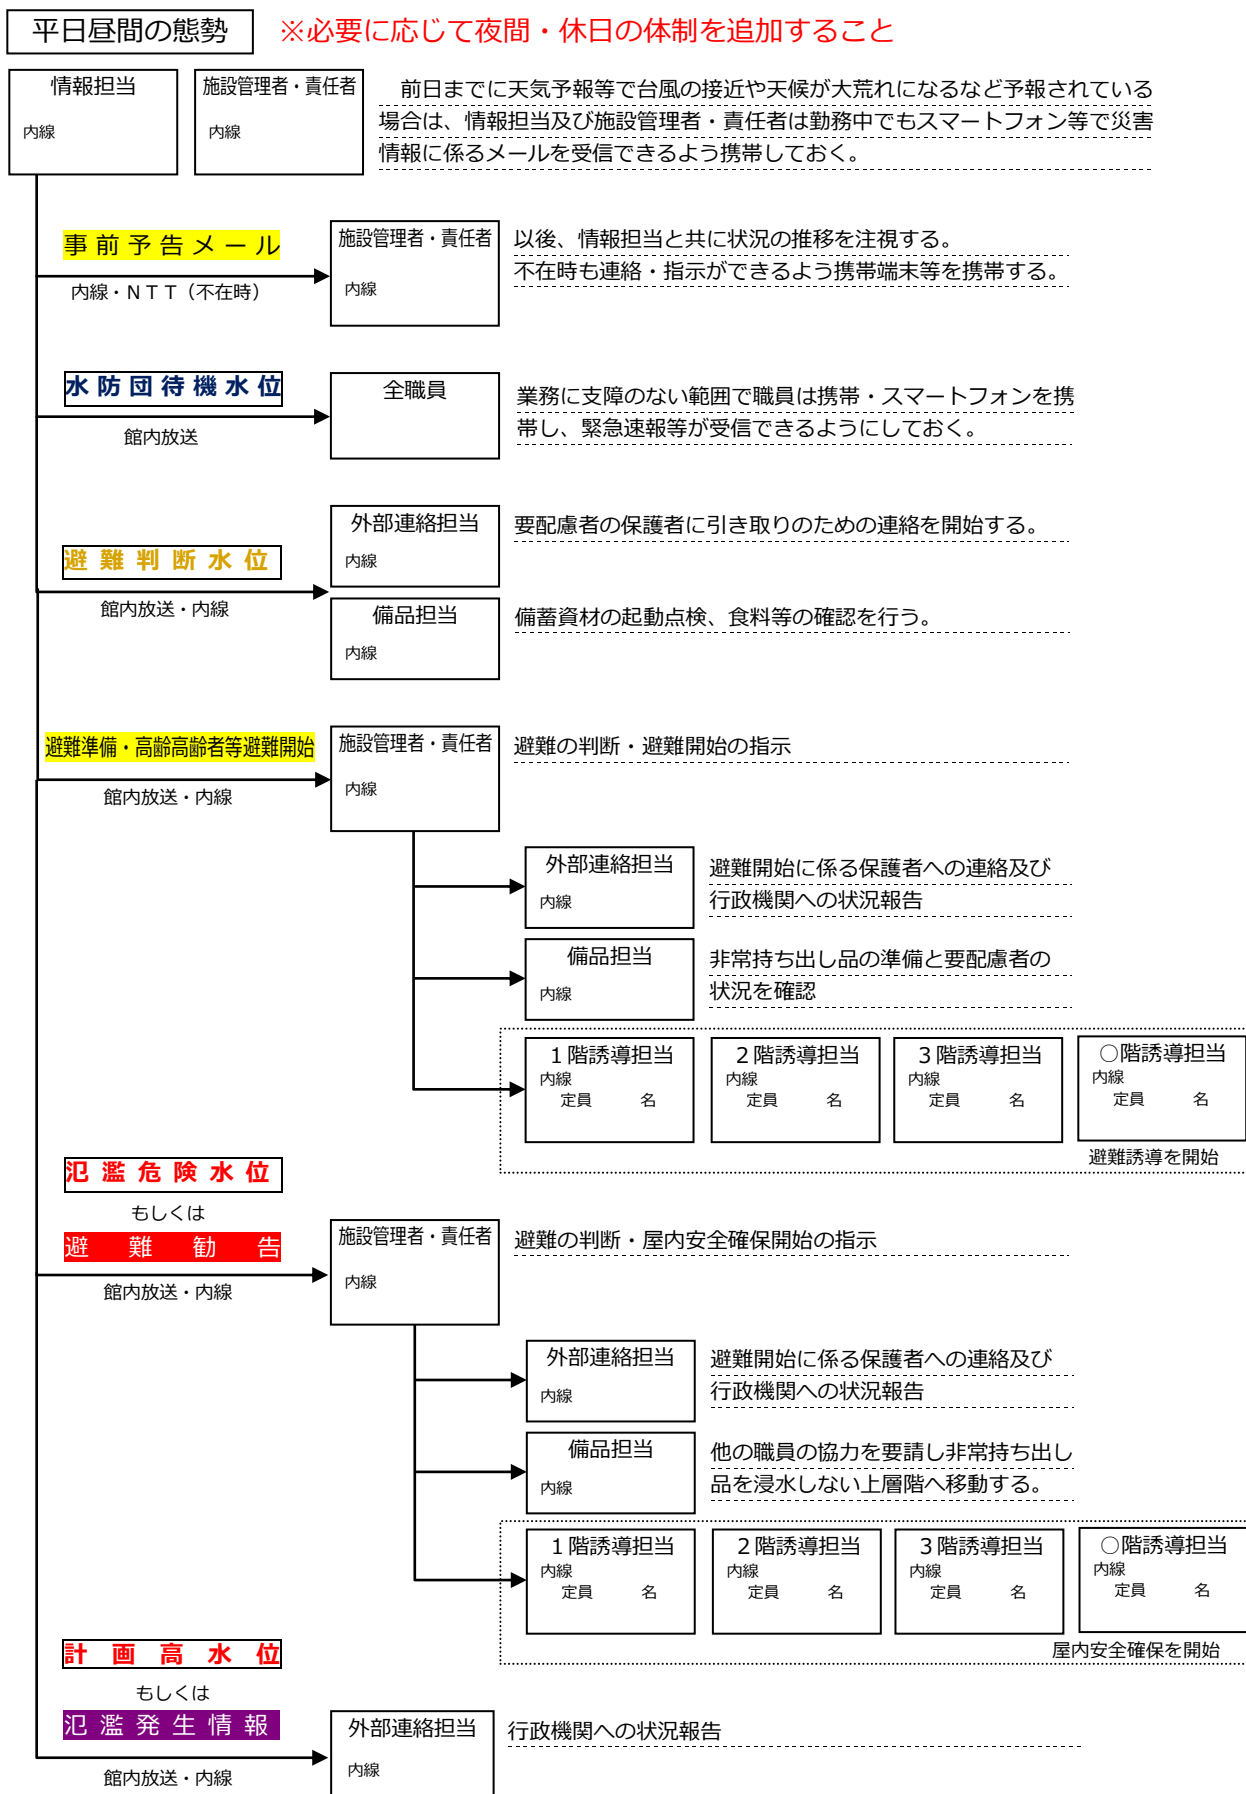 平日昼間の態勢
※必要に応じて夜間・休日の体制を追加すること
情報担当
内線
施設管理者・責任者
内線
前日までに天気予報等で台風の接近や天候が大荒れになるなど予報されている
場合は、情報担当及び施設管理者・責任者は勤務中でもスマートフォン等で災害
情報に係るメールを受信できるよう携帯しておく。
事前予告メール
内線・ＮＴＴ（不在時）
施設管理者・責任者
内線
以後、情報担当と共に状況の推移を注視する。
不在時も連絡・指示ができるよう携帯端末等を携帯する。
水防団待機水位
館内放送
全職員
業務に支障のない範囲で職員は携帯・スマートフォンを携
帯し、緊急速報等が受信できるようにしておく。
避難判断水位
館内放送・内線
外部連絡担当
内線
要配慮者の保護者に引き取りのための連絡を開始する。
備品担当
内線
備蓄資材の起動点検、食料等の確認を行う。
避難準備・高齢高齢者等避難開始
館内放送・内線
施設管理者・責任者
内線
避難の判断・避難開始の指示
外部連絡担当
内線
避難開始に係る保護者への連絡及び
行政機関への状況報告
備品担当
内線
非常持ち出し品の準備と要配慮者の
状況を確認
１階誘導担当
内線
定員　　　名
２階誘導担当
内線
定員　　　名
３階誘導担当
内線
定員　　　名
○階誘導担当
内線
定員　　　名
避難誘導を開始
氾濫危険水位
もしくは
避難勧告
館内放送・内線
施設管理者・責任者
内線
避難の判断・屋内安全確保開始の指示
外部連絡担当
内線
避難開始に係る保護者への連絡及び
行政機関への状況報告
備品担当
内線
他の職員の協力を要請し非常持ち出し
品を浸水しない上層階へ移動する。
１階誘導担当
内線
定員　　　名
２階誘導担当
内線
定員　　　名
３階誘導担当
内線
定員　　　名
○階誘導担当
内線
定員　　　名
屋内安全確保を開始
計画高水位
もしくは
氾濫発生情報
館内放送・内線
外部連絡担当
内線
行政機関への状況報告